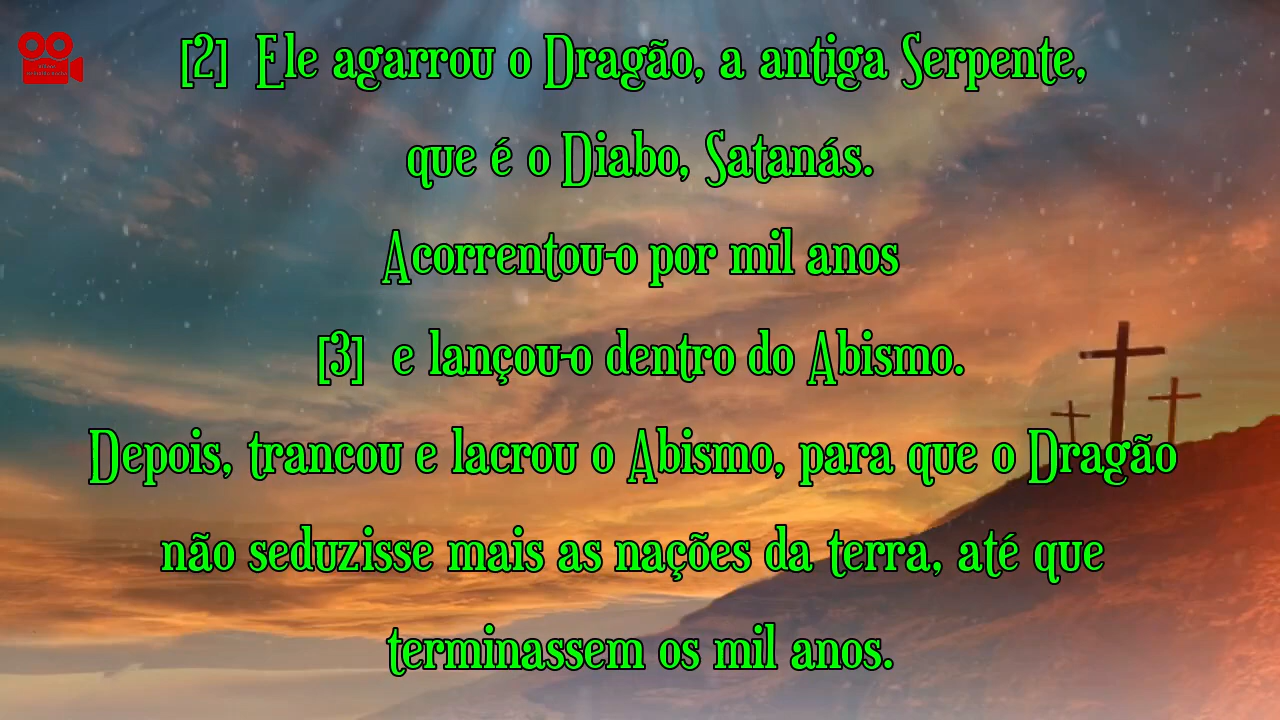 [2] Ele agarrou o Dragão, a antiga Serpente,
que é o Diabo, Satanás.
Acorrentou-o por mil anos
[3] e lançou-o dentro do Abismo.
Depois, trancou e lacrou o Abismo, para que o Dragão
não seduzisse mais as nações da terra, até que
terminassem os mil anos.